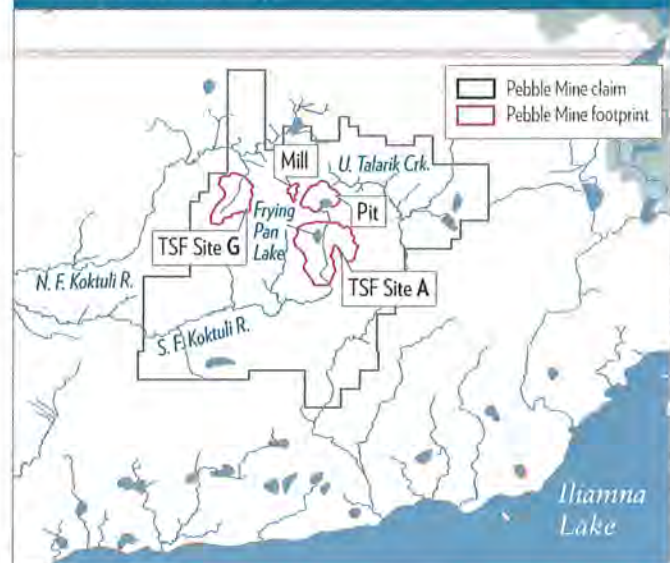 Pebble Mine claim
Pebble Mine footprint
Mill
U. Talarik Crk.
Frying
Pan
Lake
Pit
TSF Site G
TSF Site A
N. F. Koktuli R.
S. F. Koktuli R.
Iliamna
Lake